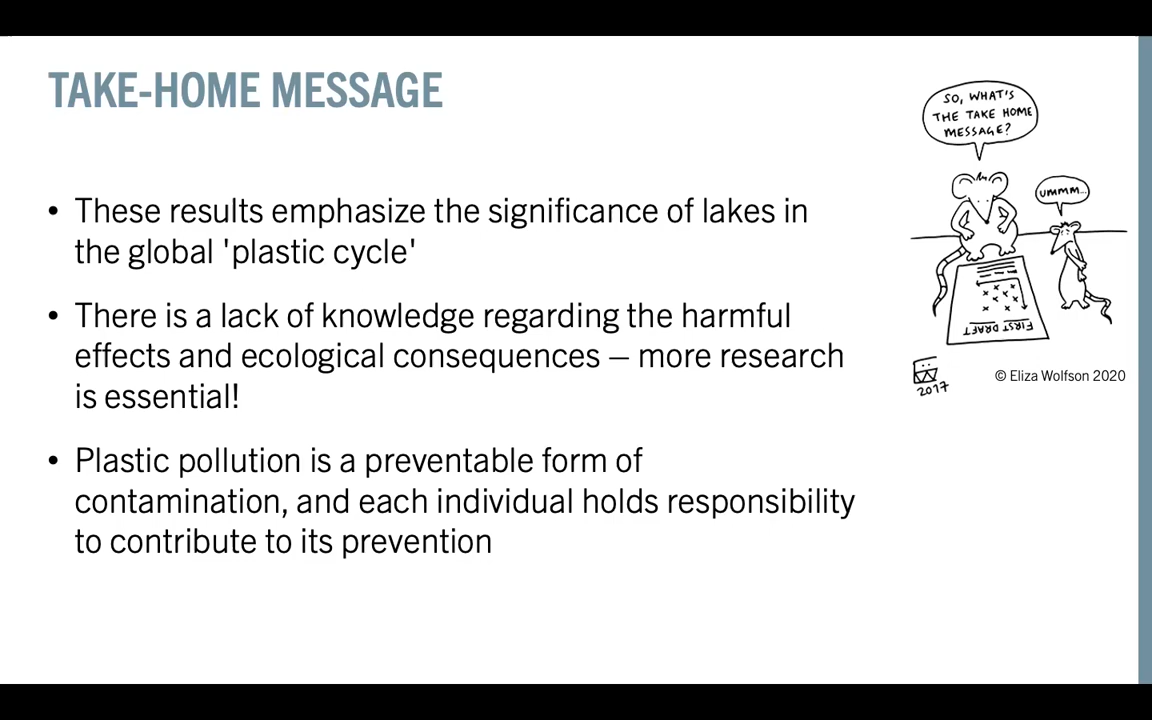 TAKE-HOME MESSAGE
SO, WHAT'S
THE TAKE HOME
MESSAGE?
UMMM...
• These results emphasize the significance of lakes in
the global 'plastic cycle'
• There is a lack of knowledge regarding the harmful
effects and ecological consequences – more research
is essential!
• Plastic pollution is a preventable form of
contamination, and each individual holds responsibility
to contribute to its prevention
FIRST DRAFT
2017
© Eliza Wolfson 2020